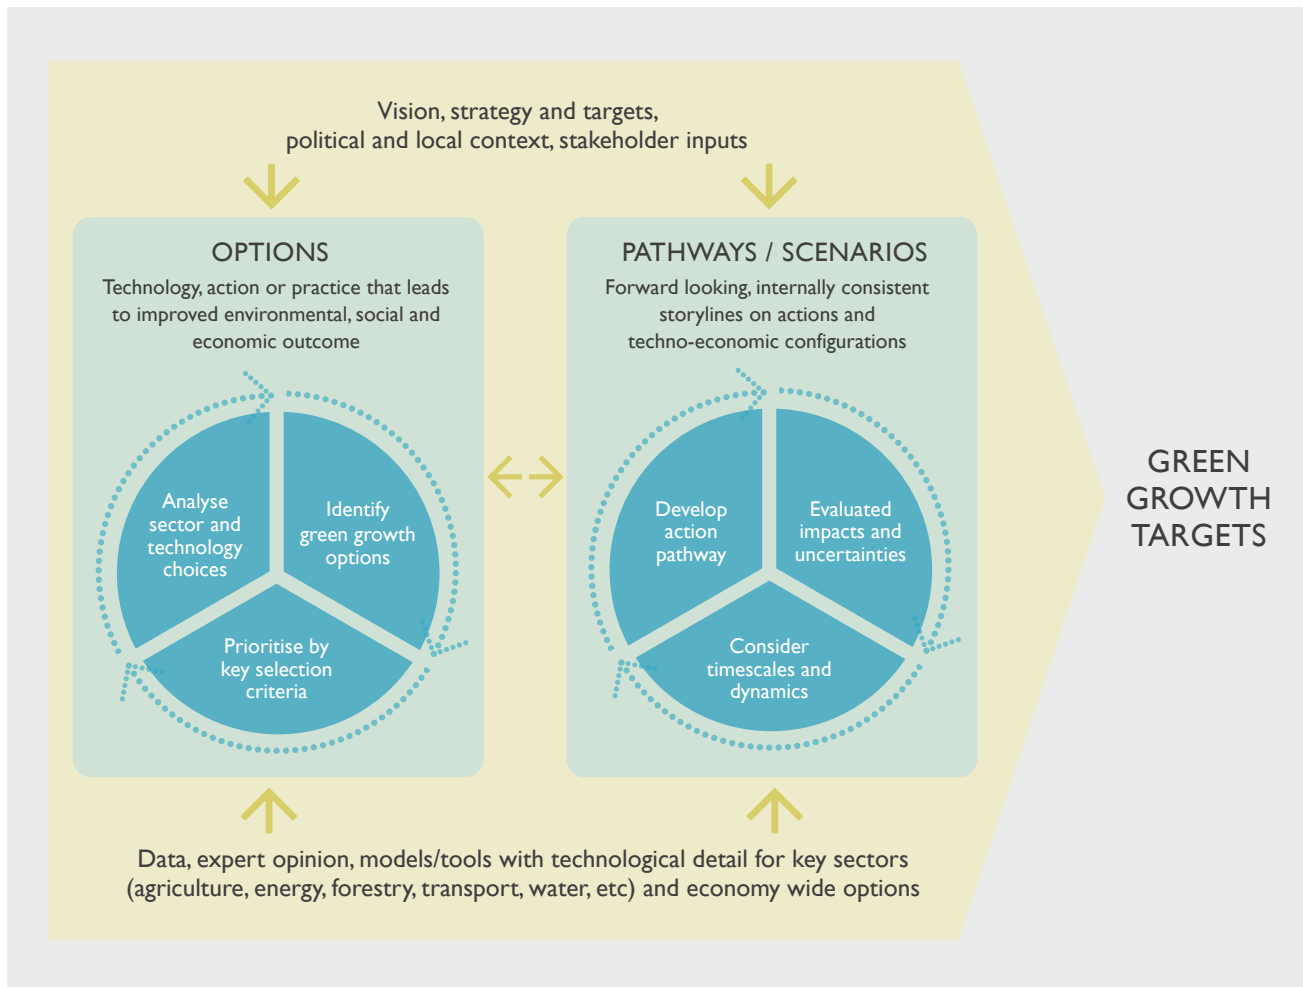 Vision, strategy and targets,
political and local context, stakeholder inputs
OPTIONS
Technology, action or practice that leads
to improved environmental, social and
economic outcome
Analyse
sector and
technology
choices
Identify
green growth
options
Prioritise by
key selection
criteria
PATHWAYS / SCENARIOS
Forward looking, internally consistent
storylines on actions and
techno-economic configurations
Develop
action
pathway
Evaluated
impacts and
uncertainties
Consider
timescales and
dynamics
Data, expert opinion, models/tools with technological detail for key sectors
(agriculture, energy, forestry, transport, water, etc) and economy wide options
GREEN
GROWTH
TARGETS